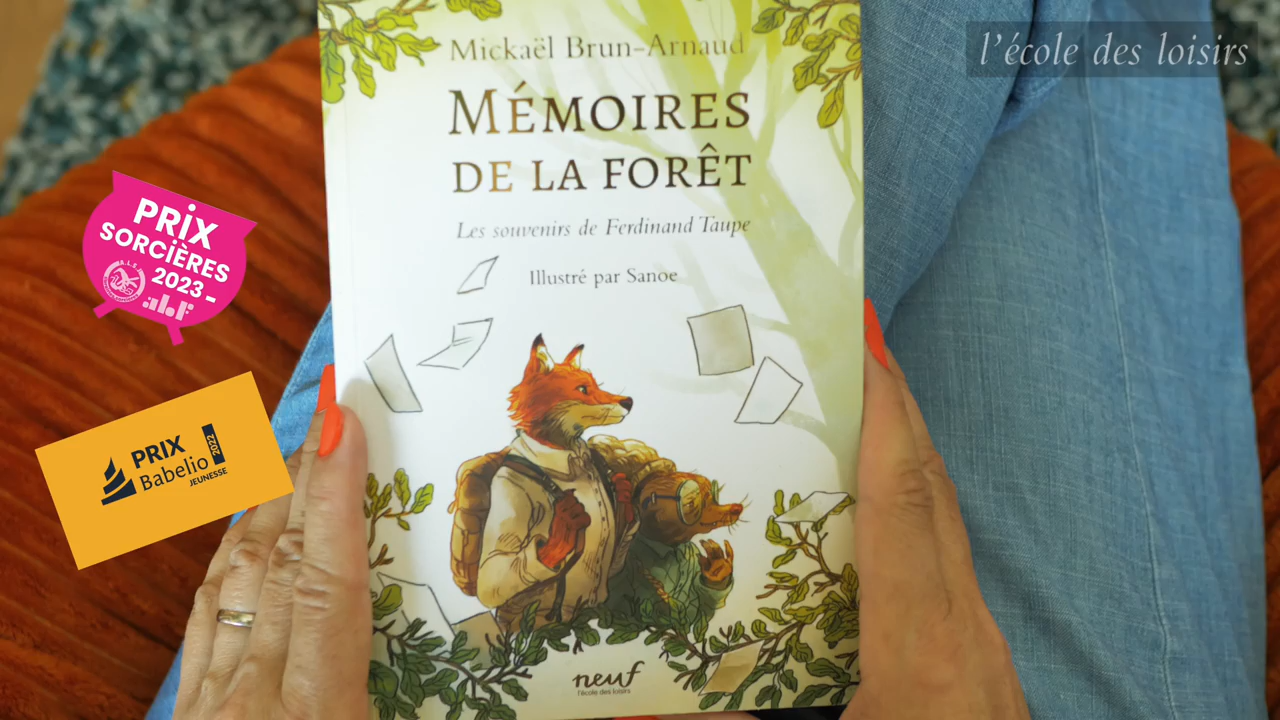 l'école des loisirs
Mickaël Brun-Arnaud
MÉMOIRES
DE LA FORÊT
Les souvenirs de Ferdinand Taupe
Illustré par Sanoe
PRiX
SORCiÈRES
2023
A.L.S.J.
abf
PRIX
Babelio
2022
JEUNESSE
neuf
l'école des loisirs